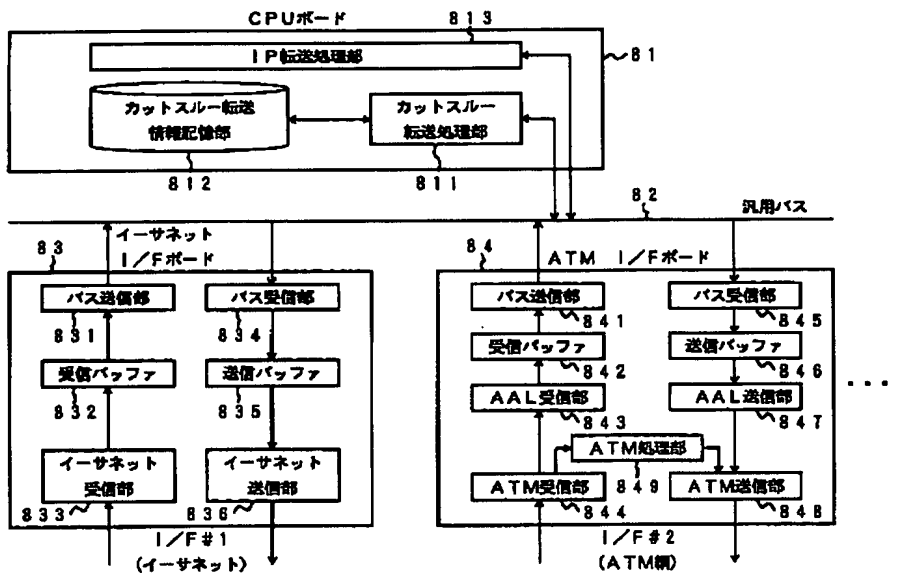 CPUボード
813
IP転送処理部
81
カットスルー転送
情報記憶部
カットスルー
転送処理部
812
811
82
汎用バス
83
イーサネット
I/Fボード
84
ATM I/Fボード
バス送信部
831
バス受信部
834
受信バッファ
832
送信バッファ
835
イーサネット
受信部
833
イーサネット
送信部
836
I/F#1
(イーサネット)
バス送信部
841
バス受信部
845
受信バッファ
842
送信バッファ
846
AAL受信部
843
AAL送信部
847
ATM処理部
849
ATM受信部
844
ATM送信部
848
I/F#2
(ATM網)
...